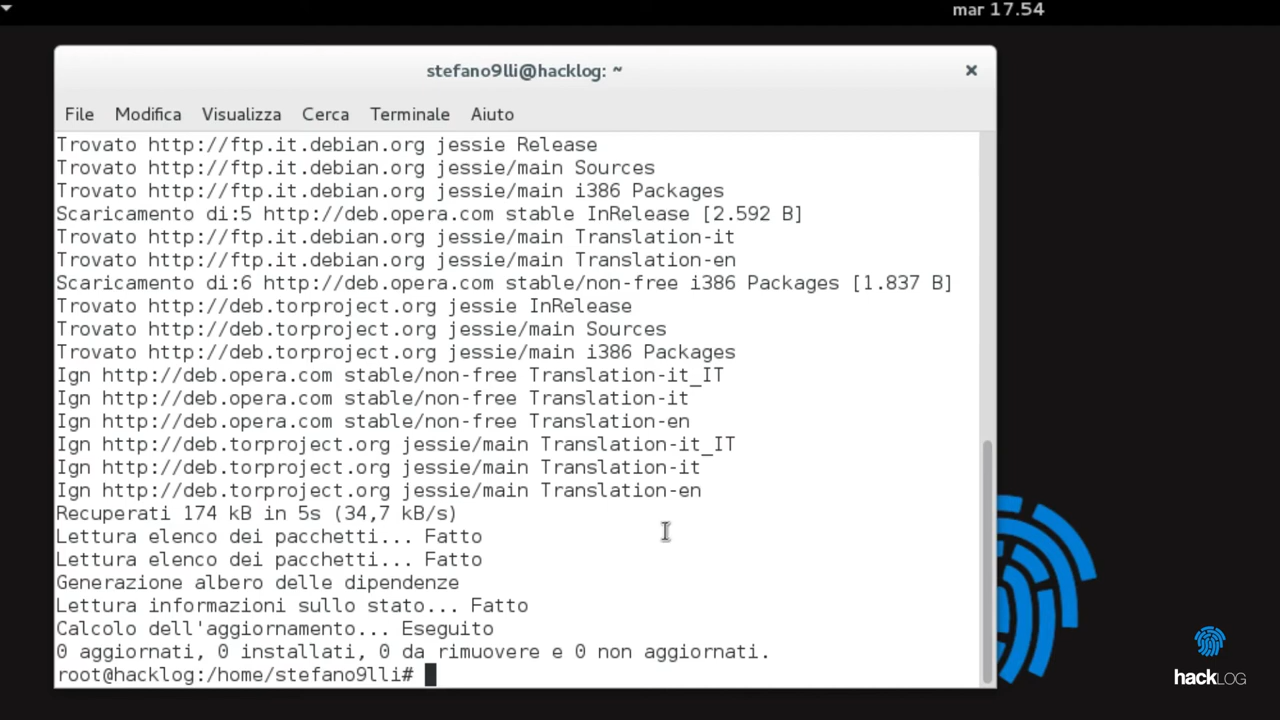 mar 17.54
stefano9lli@hacklog: ~
File Modifica Visualizza Cerca Terminale Aiuto
Trovato http://ftp.it.debian.org jessie Release
Trovato http://ftp.it.debian.org jessie/main Sources
Trovato http://ftp.it.debian.org jessie/main i386 Packages
Scaricamento di:5 http://deb.opera.com stable InRelease [2.592 B]
Trovato http://ftp.it.debian.org jessie/main Translation-it
Trovato http://ftp.it.debian.org jessie/main Translation-en
Scaricamento di:6 http://deb.opera.com stable/non-free i386 Packages [1.837 B]
Trovato http://deb.torproject.org jessie InRelease
Trovato http://deb.torproject.org jessie/main Sources
Trovato http://deb.torproject.org jessie/main i386 Packages
Ign http://deb.opera.com stable/non-free Translation-it_IT
Ign http://deb.opera.com stable/non-free Translation-it
Ign http://deb.opera.com stable/non-free Translation-en
Ign http://deb.torproject.org jessie/main Translation-it_IT
Ign http://deb.torproject.org jessie/main Translation-it
Ign http://deb.torproject.org jessie/main Translation-en
Recuperati 174 kB in 5s (34,7 kB/s)
Lettura elenco dei pacchetti... Fatto
Lettura elenco dei pacchetti... Fatto
Generazione albero delle dipendenze
Lettura informazioni sullo stato... Fatto
Calcolo dell'aggiornamento... Eseguito
0 aggiornati, 0 installati, 0 da rimuovere e 0 non aggiornati.
root@hacklog:/home/stefano9lli#
hackLOG